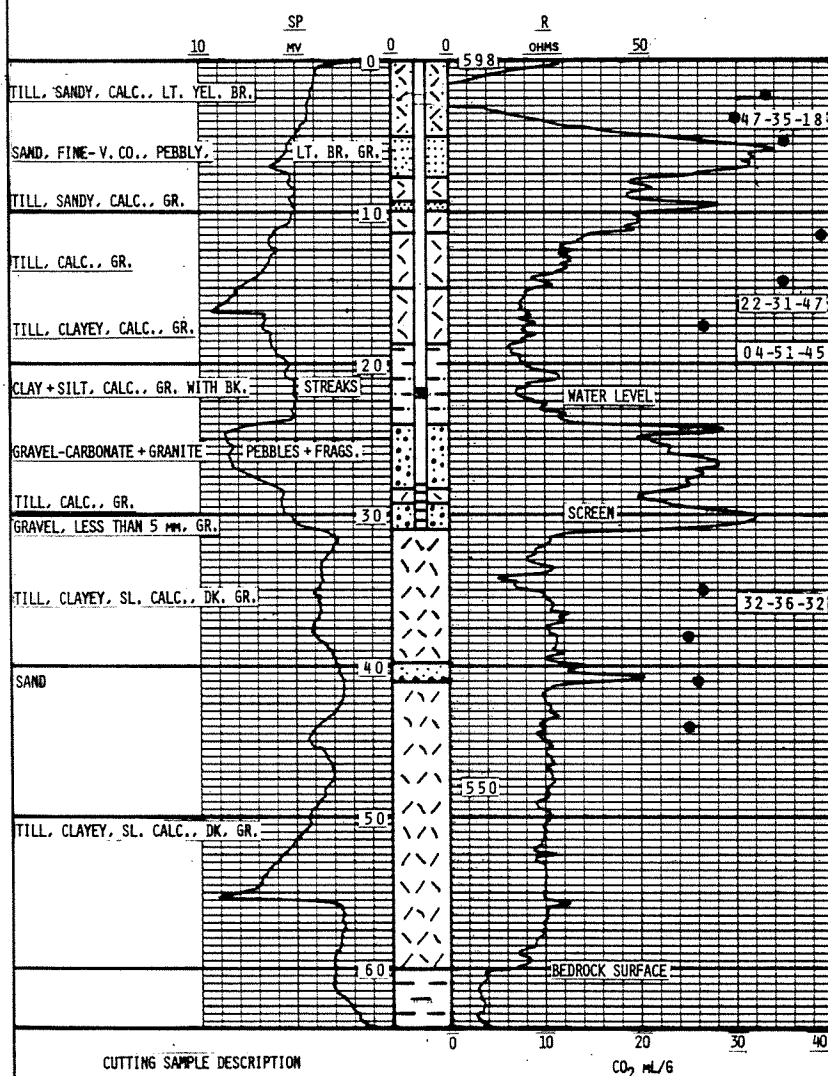 SP R
10 MV 0 0 OHMS 50
0 598
TILL, SANDY, CALC., LT. YEL. BR.
47-35-18
SAND, FINE-V. CO., PEBBLY, LT. BR. GR.
TILL, SANDY, CALC., GR.
10
TILL, CALC., GR.
22-31-47
TILL, CLAYEY, CALC., GR.
04-51-45
20
CLAY + SILT, CALC., GR. WITH BK. STREAKS
WATER LEVEL
GRAVEL-CARBONATE + GRANITE PEBBLES + FRAGS.
TILL, CALC., GR.
30 SCREEN
GRAVEL, LESS THAN 5 MM, GR.
TILL, CLAYEY, SL. CALC., DK. GR.
32-36-32
40
SAND
550
50
TILL, CLAYEY, SL. CALC., DK. GR.
60 BEDROCK SURFACE
0 10 20 30 40
CUTTING SAMPLE DESCRIPTION CO2 ML/G